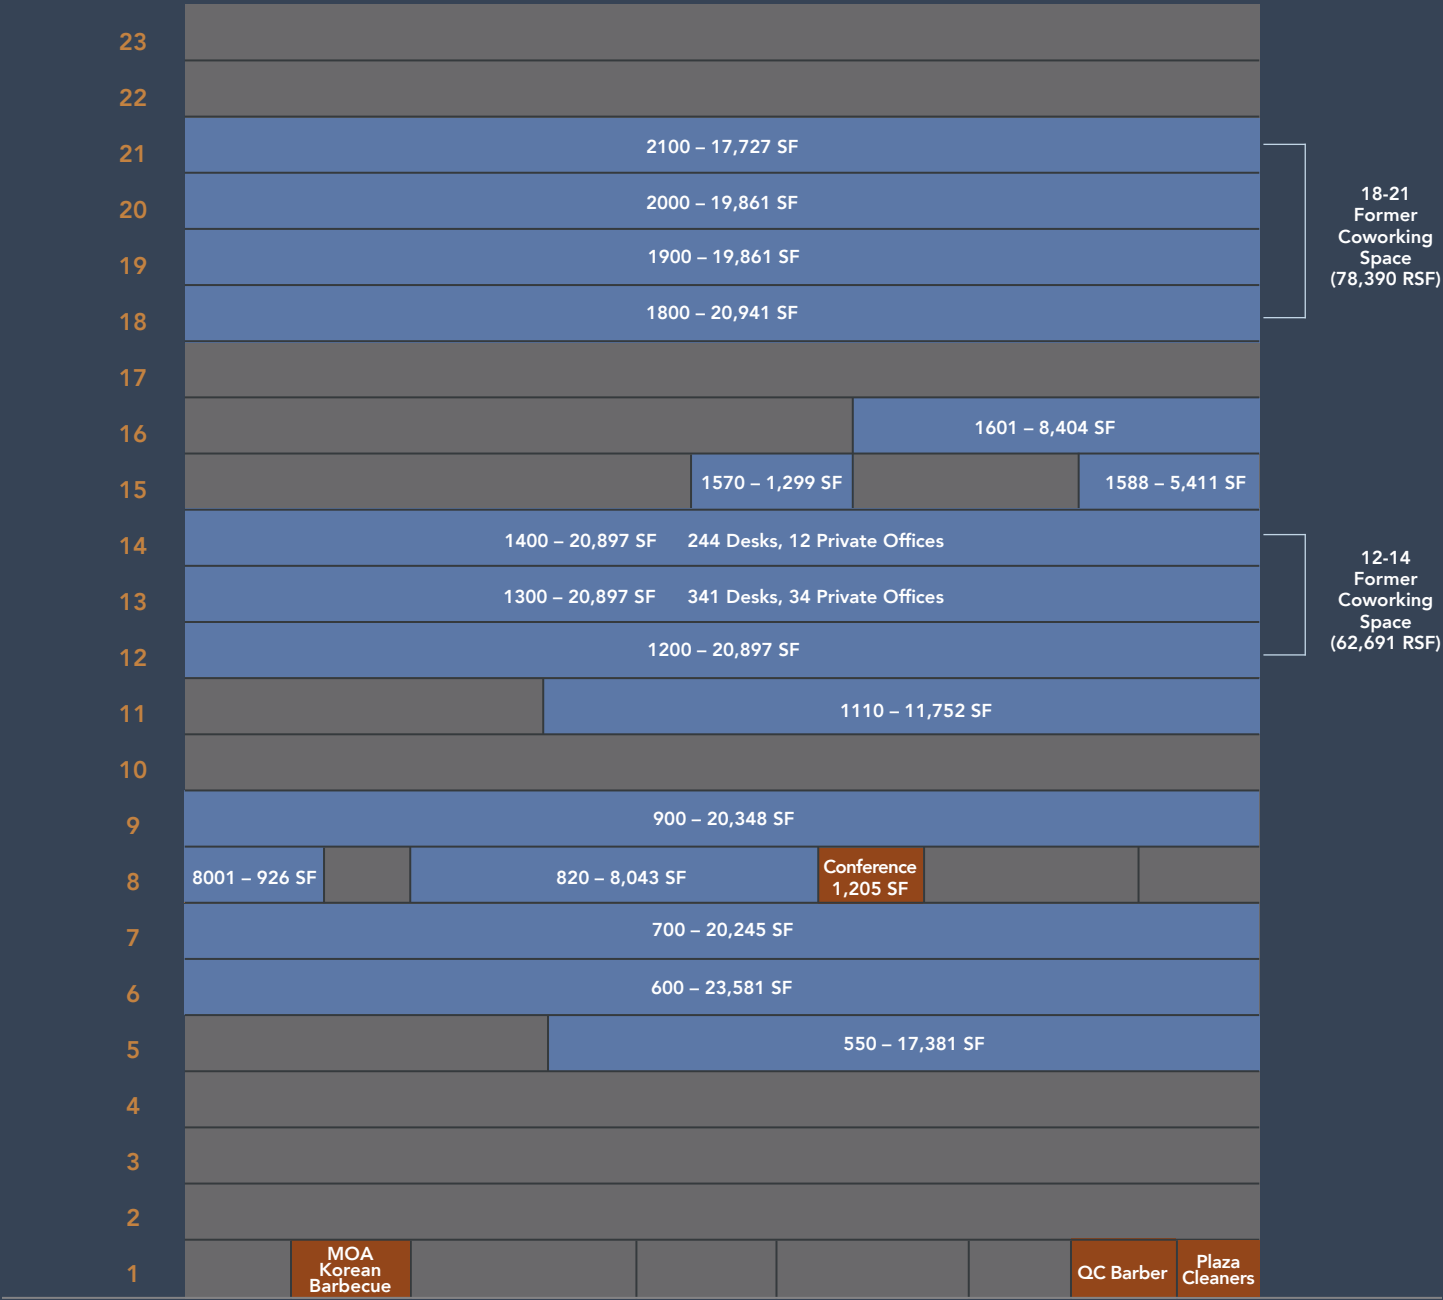 23
22
21
2100 – 17,727 SF
20
2000 – 19,861 SF
19
1900 – 19,861 SF
18
1800 – 20,941 SF
18-21
Former
Coworking
Space
(78,390 RSF)
17
16
1601 – 8,404 SF
15
1570 – 1,299 SF
1588 – 5,411 SF
14
1400 – 20,897 SF 244 Desks, 12 Private Offices
13
1300 – 20,897 SF 341 Desks, 34 Private Offices
12
1200 – 20,897 SF
12-14
Former
Coworking
Space
(62,691 RSF)
11
1110 – 11,752 SF
10
9
900 – 20,348 SF
8
8001 – 926 SF
820 – 8,043 SF
Conference
1,205 SF
7
700 – 20,245 SF
6
600 – 23,581 SF
5
550 – 17,381 SF
4
3
2
1
MOA
Korean
Barbecue
QC Barber
Plaza
Cleaners